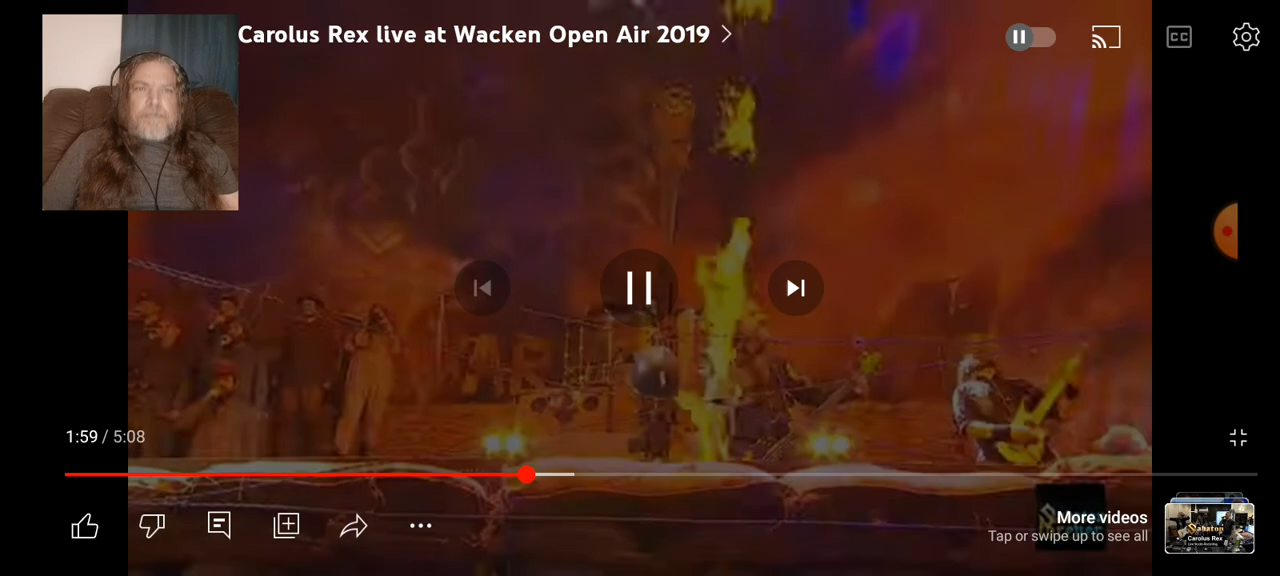 Carolus Rex live at Wacken Open Air 2019
CC
1:59 / 5:08
More videos
Tap or swipe up to see all
Sabaton
Carolus Rex